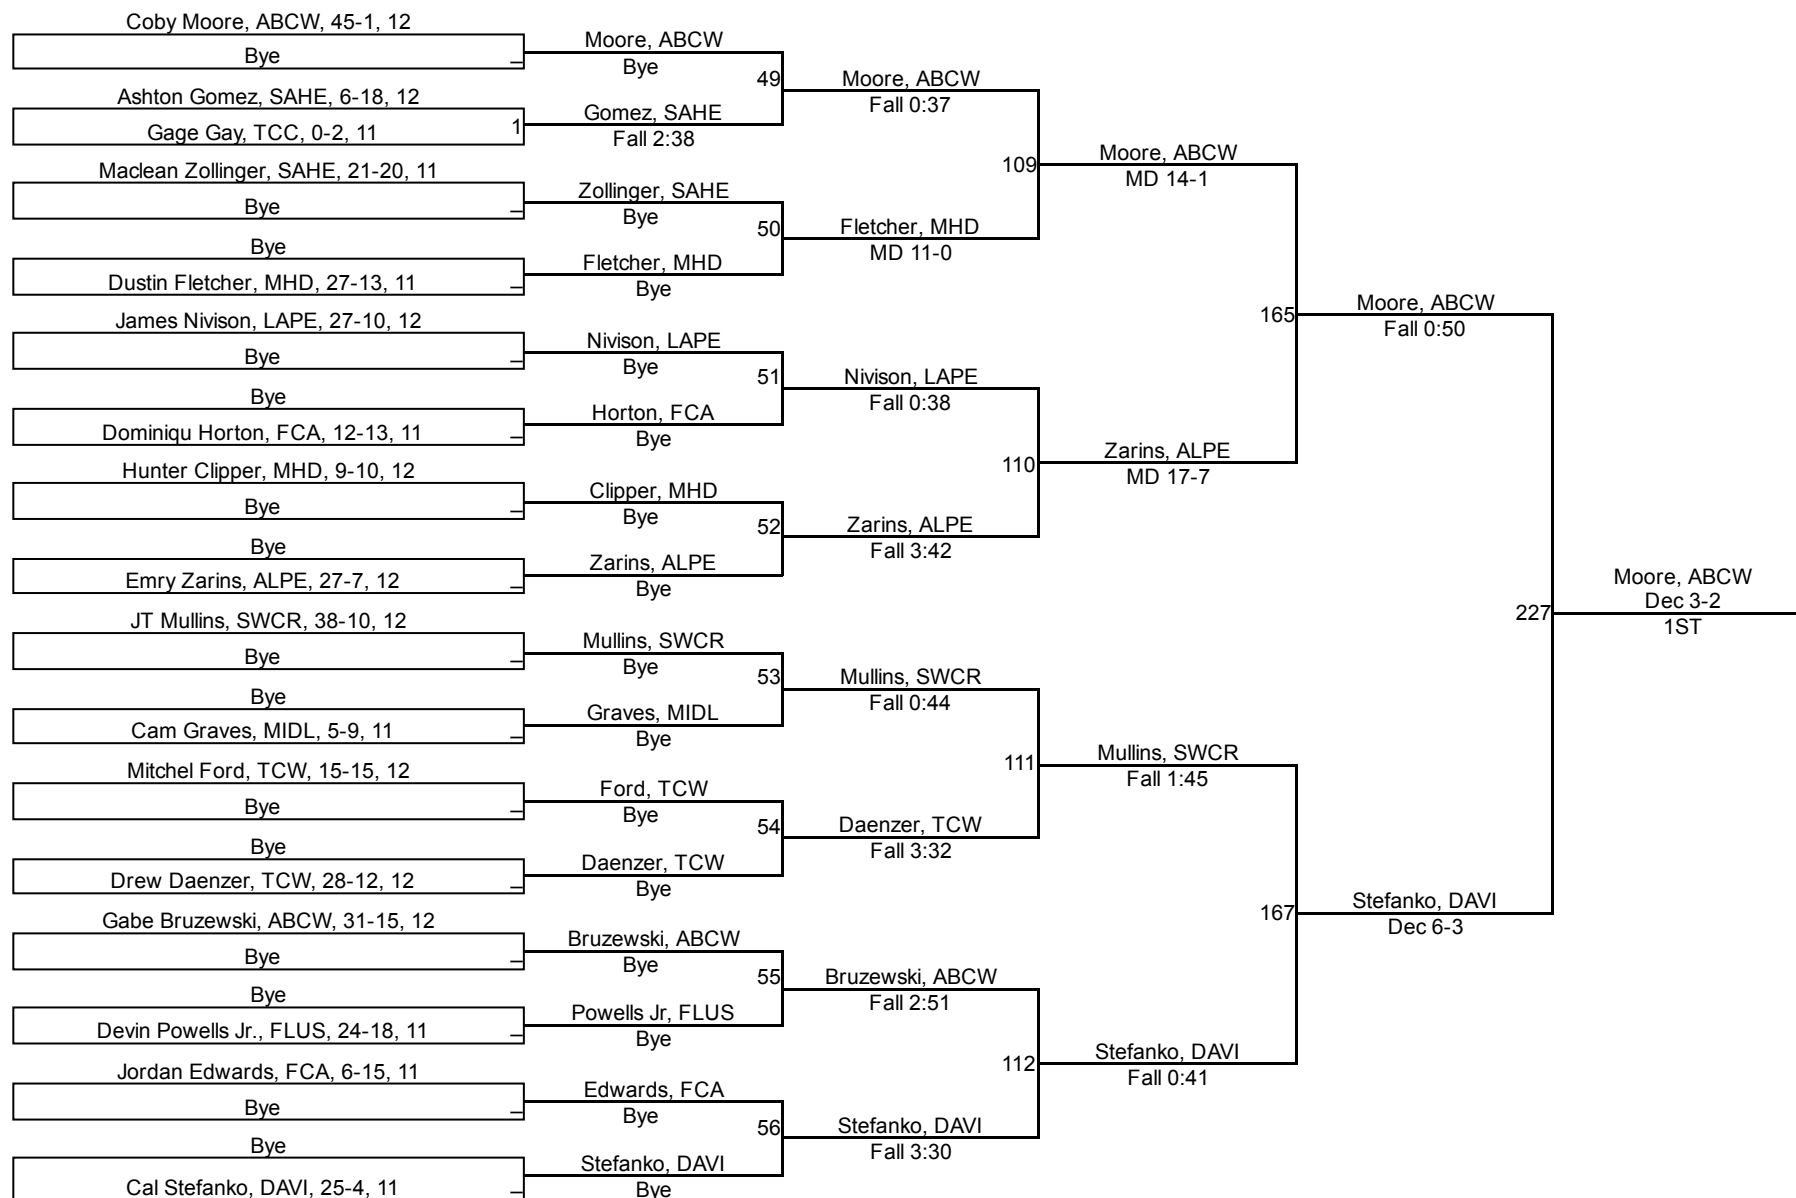 Coby Moore, ABCW, 45-1, 12
Bye
_
Ashton Gomez, SAHE, 6-18, 12
Gage Gay, TCC, 0-2, 11
1
Maclean Zollinger, SAHE, 21-20, 11
Bye
_
Bye
Dustin Fletcher, MHD, 27-13, 11
_
James Nivison, LAPE, 27-10, 12
Bye
_
Bye
Dominiqu Horton, FCA, 12-13, 11
_
Hunter Clipper, MHD, 9-10, 12
Bye
_
Bye
Emry Zarins, ALPE, 27-7, 12
_
JT Mullins, SWCR, 38-10, 12
Bye
_
Bye
Cam Graves, MIDL, 5-9, 11
_
Mitchel Ford, TCW, 15-15, 12
Bye
_
Bye
Drew Daenzer, TCW, 28-12, 12
_
Gabe Bruzewski, ABCW, 31-15, 12
Bye
_
Bye
Devin Powells Jr., FLUS, 24-18, 11
_
Jordan Edwards, FCA, 6-15, 11
Bye
_
Bye
Cal Stefanko, DAVI, 25-4, 11
_
Moore, ABCW
Bye
49
Gomez, SAHE
Fall 2:38
Zollinger, SAHE
Bye
50
Fletcher, MHD
Bye
Nivison, LAPE
Bye
51
Horton, FCA
Bye
Clipper, MHD
Bye
52
Zarins, ALPE
Bye
Mullins, SWCR
Bye
53
Graves, MIDL
Bye
Ford, TCW
Bye
54
Daenzer, TCW
Bye
Bruzewski, ABCW
Bye
55
Powells Jr, FLUS
Bye
Edwards, FCA
Bye
56
Stefanko, DAVI
Bye
Moore, ABCW
Fall 0:37
109
Fletcher, MHD
MD 11-0
Nivison, LAPE
Fall 0:38
110
Zarins, ALPE
Fall 3:42
Mullins, SWCR
Fall 0:44
111
Daenzer, TCW
Fall 3:32
Bruzewski, ABCW
Fall 2:51
112
Stefanko, DAVI
Fall 3:30
Moore, ABCW
MD 14-1
165
Zarins, ALPE
MD 17-7
Mullins, SWCR
Fall 1:45
167
Stefanko, DAVI
Fall 0:41
Moore, ABCW
Fall 0:50
227
Stefanko, DAVI
Dec 6-3
Moore, ABCW
Dec 3-2
1ST